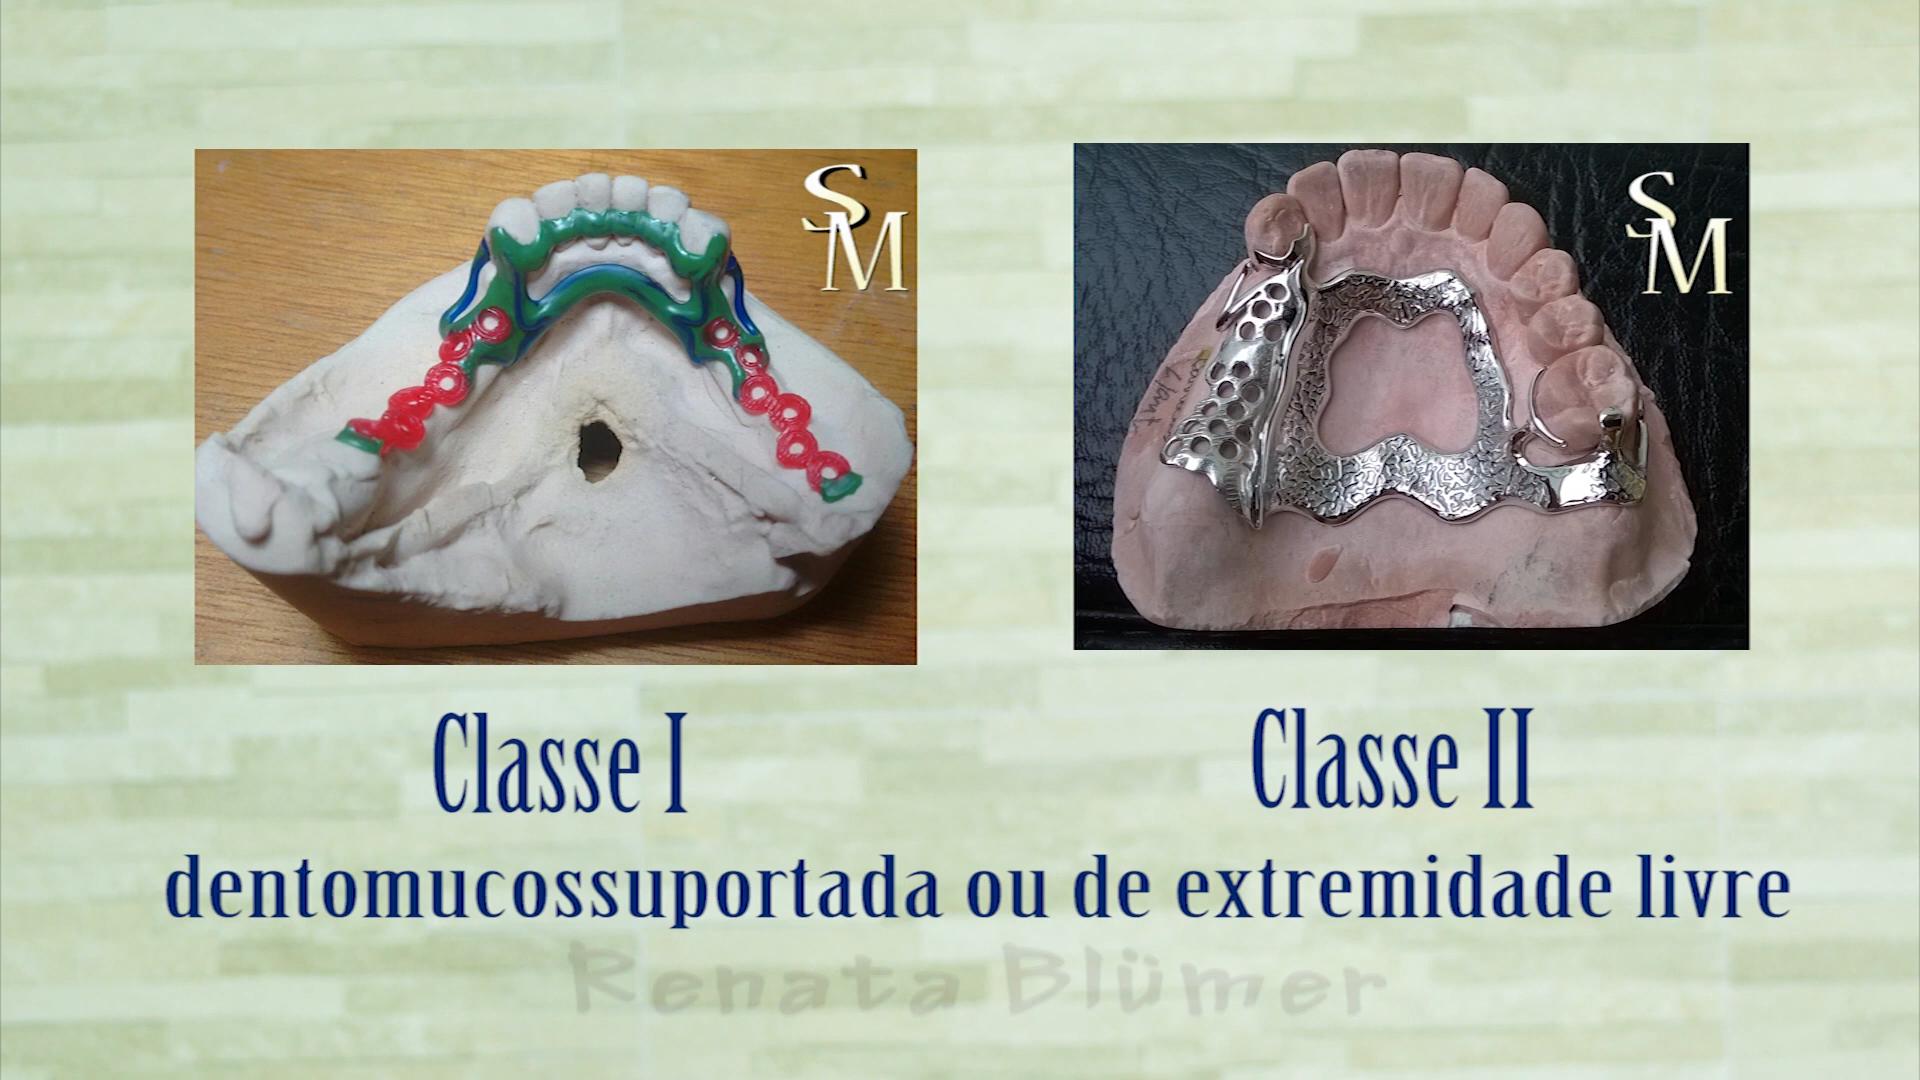 SM
SM
Classe I
Classe II
dentomucossuportada ou de extremidade livre
Renata Blümer